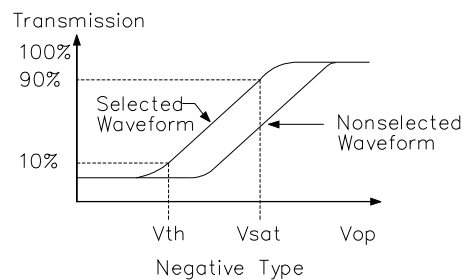 Transmission
100%
90%
Selected
Waveform
Nonselected
Waveform
10%
Vth
Vsat
Vop
Negative Type